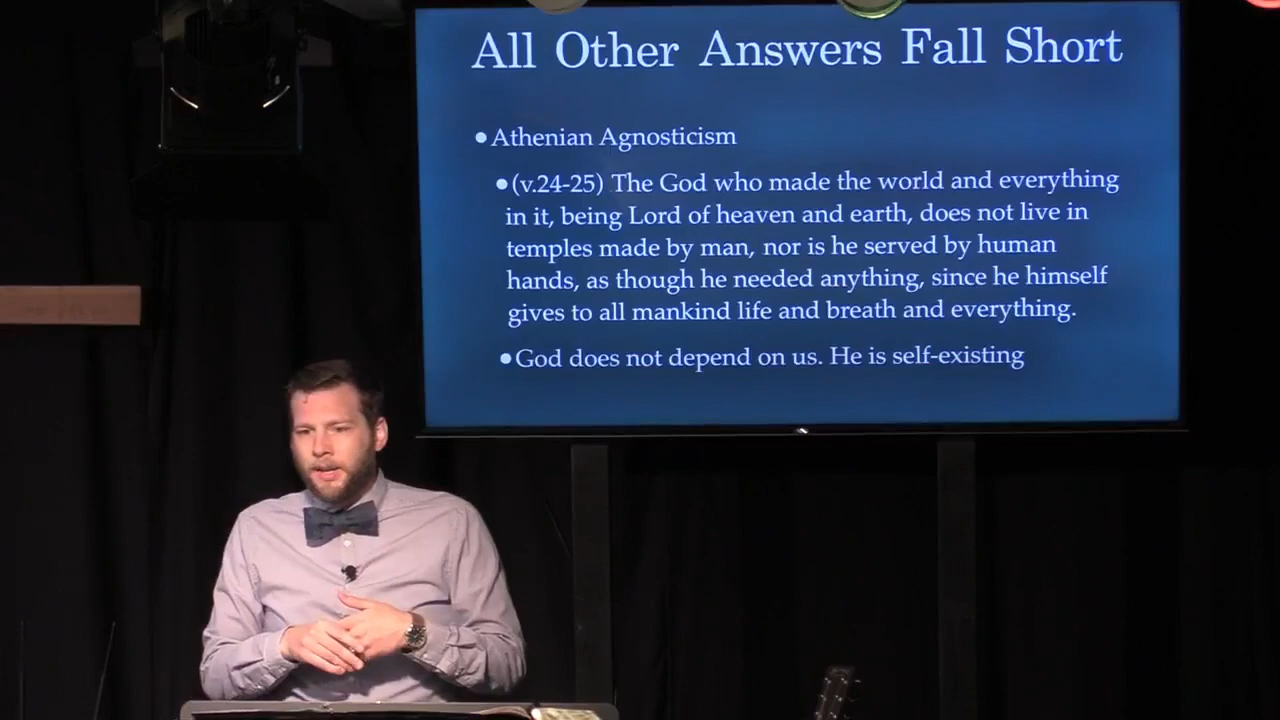 All Other Answers Fall Short
•Athenian Agnosticism
•(v.24-25) The God who made the world and everything
in it, being Lord of heaven and earth, does not live in
temples made by man, nor is he served by human
hands, as though he needed anything, since he himself
gives to all mankind life and breath and everything.
•God does not depend on us. He is self-existing